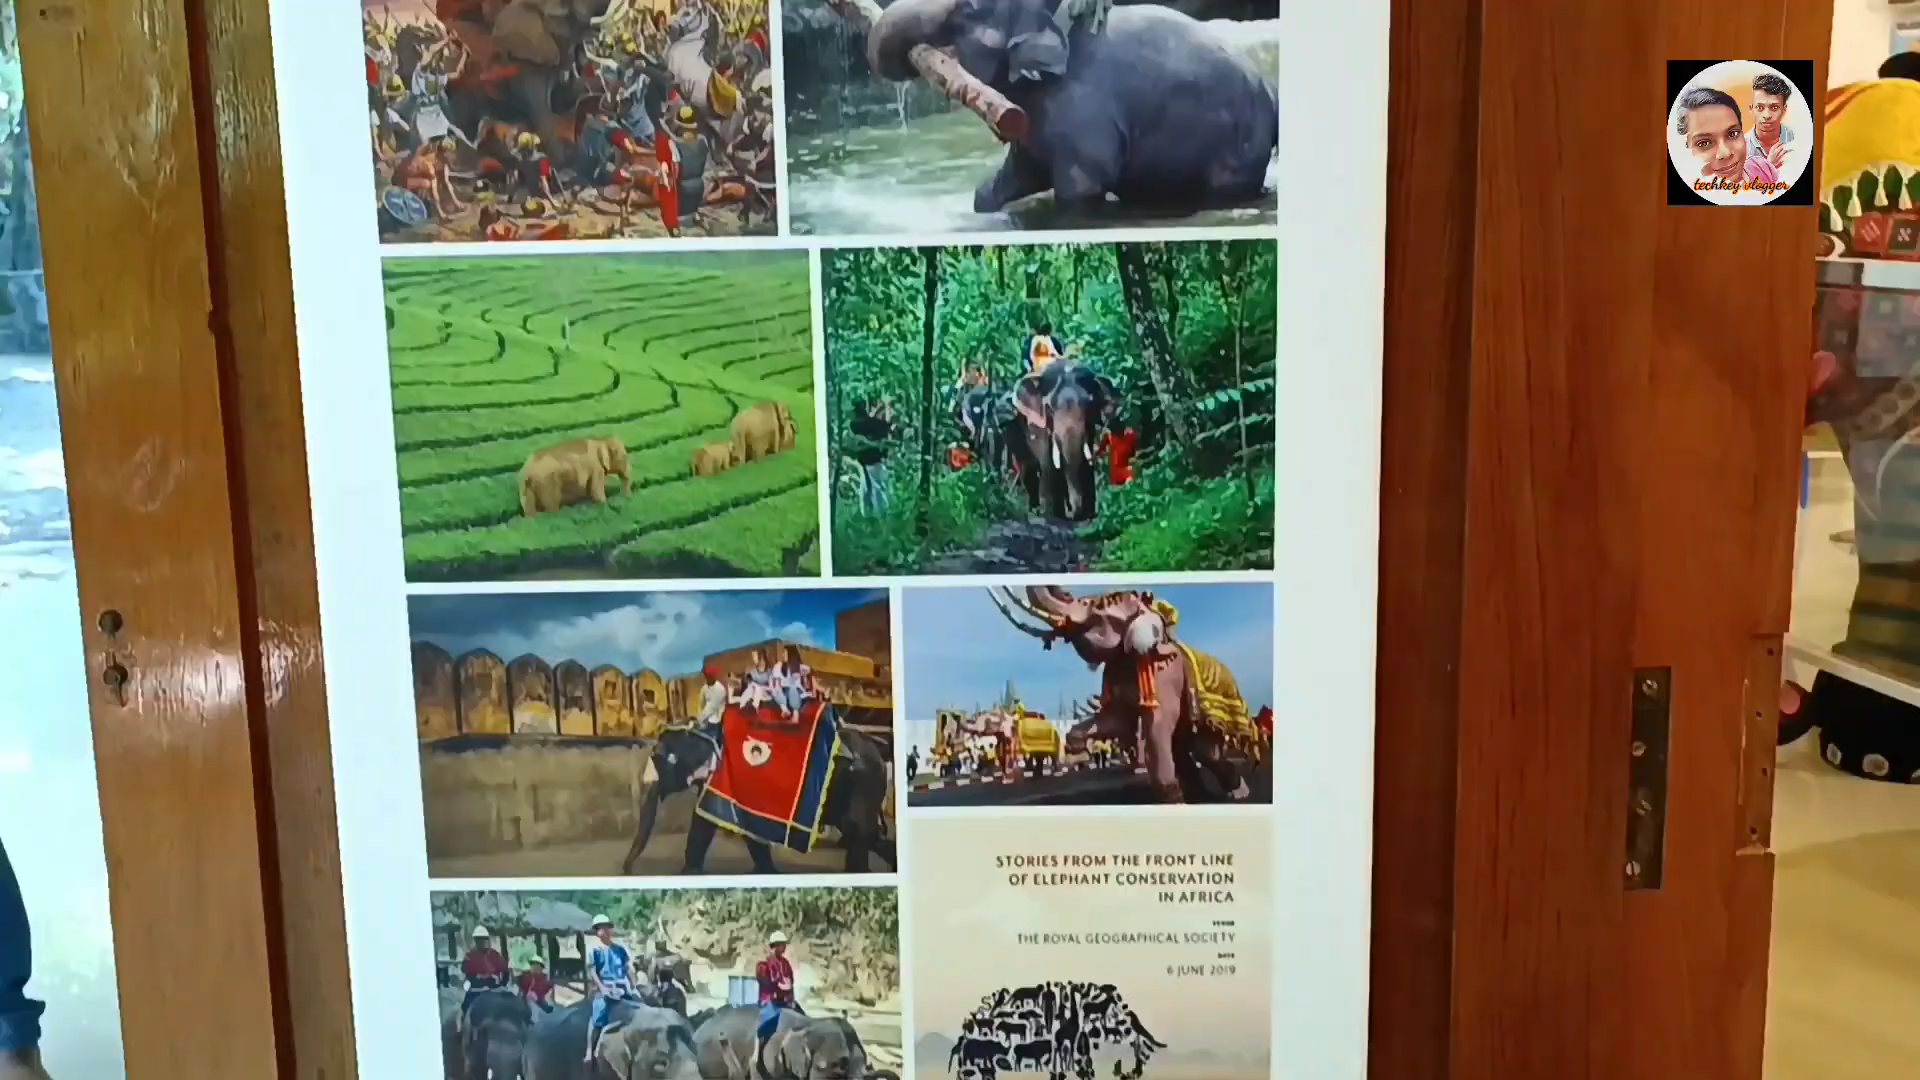 techkey vlogger
STORIES FROM THE FRONT LINE
OF ELEPHANT CONSERVATION
IN AFRICA
VENUE
THE ROYAL GEOGRAPHICAL SOCIETY
DATE
6 JUNE 2019